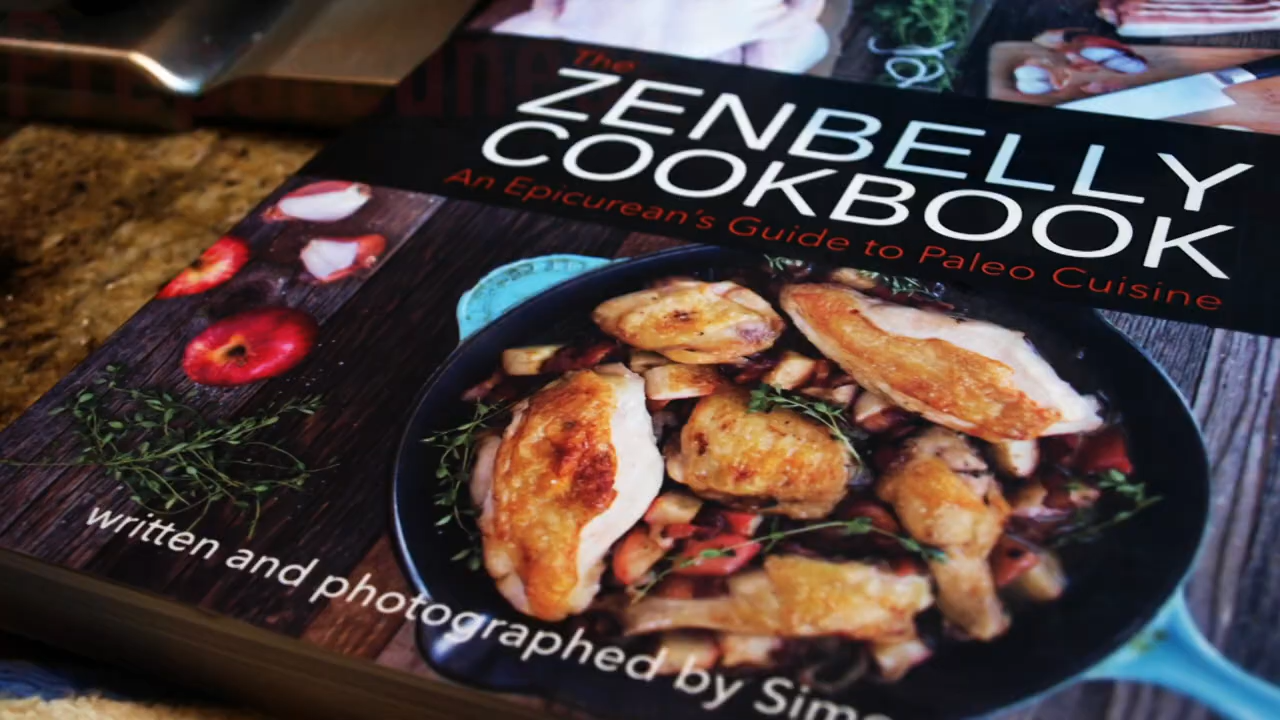 The
ZENBELLY
COOKBOOK
An Epicurean's Guide to Paleo Cuisine
written and photographed by